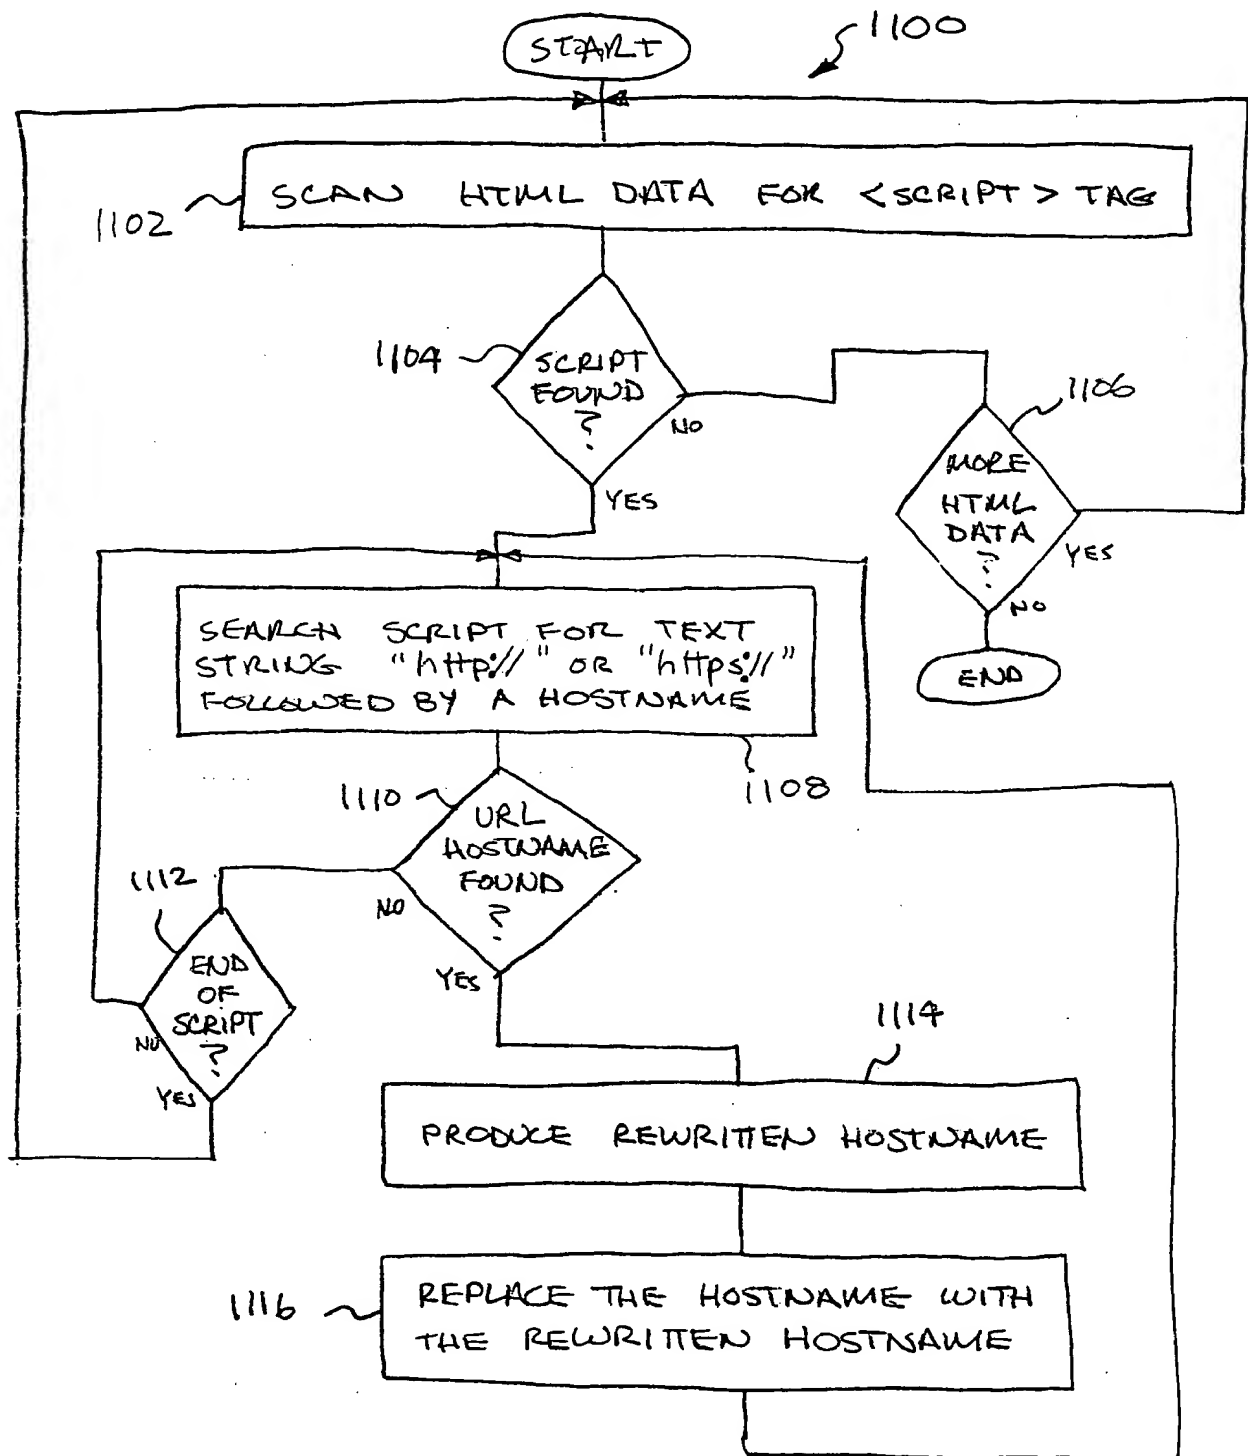 START
1100
SCAN HTML DATA FOR <SCRIPT> TAG
1102
1104
SCRIPT
FOUND
?
NO
YES
1106
MORE
HTML
DATA
?
YES
NO
END
SEARCH SCRIPT FOR TEXT
STRING "http://" OR "https://"
FOLLOWED BY A HOSTNAME
1108
1110
URL
HOSTNAME
FOUND
?
NO
YES
1112
END
OF
SCRIPT
?
NO
YES
1114
PRODUCE REWRITTEN HOSTNAME
1116
REPLACE THE HOSTNAME WITH
THE REWRITTEN HOSTNAME